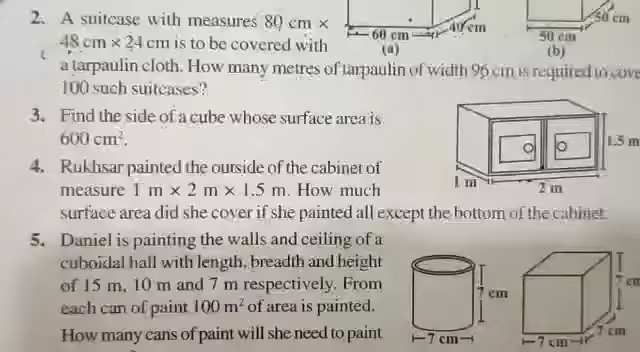 2. A suitcase with measures 80 cm ×
48 cm × 24 cm is to be covered with
a tarpaulin cloth. How many metres of tarpaulin of width 96 cm is required to cove
100 such suitcases?
60 cm
40 cm
(a)
50 cm
50 cm
(b)
3. Find the side of a cube whose surface area is
600 cm².
4. Rukhsar painted the outside of the cabinet of
measure 1 m × 2 m × 1.5 m. How much
surface area did she cover if she painted all except the bottom of the cabinet.
1.5 m
1 m
2 m
5. Daniel is painting the walls and ceiling of a
cuboidal hall with length, breadth and height
of 15 m, 10 m and 7 m respectively. From
each can of paint 100 m² of area is painted.
How many cans of paint will she need to paint
7 cm
7 cm
7 cm
7 cm
7 cm